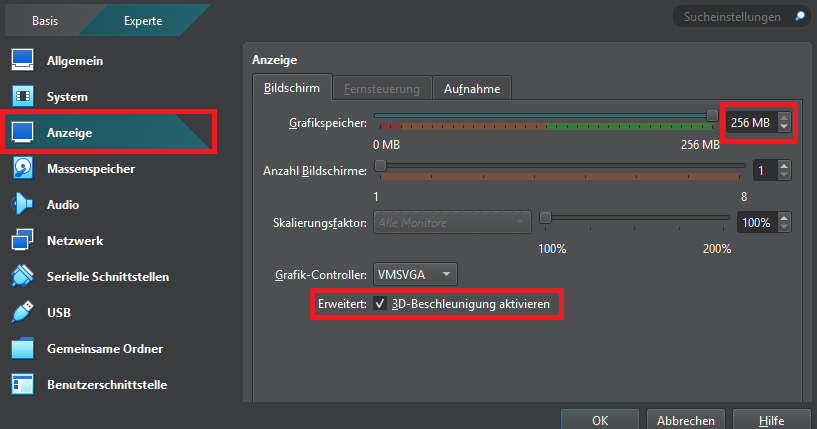 Basis
Experte
Sucheinstellungen
Allgemein
System
Anzeige
Massenspeicher
Audio
Netzwerk
Serielle Schnittstellen
USB
Gemeinsame Ordner
Benutzerschnittstelle
Anzeige
Bildschirm Fernsteuerung Aufnahme
Grafikspeicher: 256 MB
0 MB 256 MB
Anzahl Bildschirme: 1
1 8
Skalierungsfaktor: Alle Monitore 100%
100% 200%
Grafik-Controller: VMSVGA
Erweitert: 3D-Beschleunigung aktivieren
OK Abbrechen Hilfe